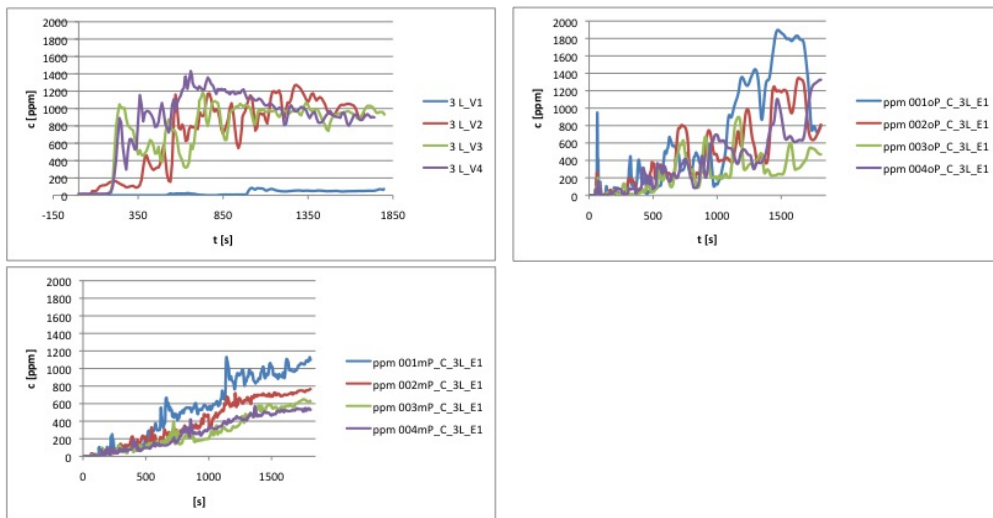 2000
1800
1600
1400
1200
1000
800
600
400
200
0
c [ppm]
-150 350 850 1350 1850
t [s]
3 L_V1
3 L_V2
3 L_V3
3 L_V4
2000
1800
1600
1400
1200
1000
800
600
400
200
0
c [ppm]
0 500 1000 1500
t [s]
ppm 001oP_C_3L_E1
ppm 002oP_C_3L_E1
ppm 003oP_C_3L_E1
ppm 004oP_C_3L_E1
2000
1800
1600
1400
1200
1000
800
600
400
200
0
c [ppm]
0 500 1000 1500
[s]
ppm 001mP_C_3L_E1
ppm 002mP_C_3L_E1
ppm 003mP_C_3L_E1
ppm 004mP_C_3L_E1